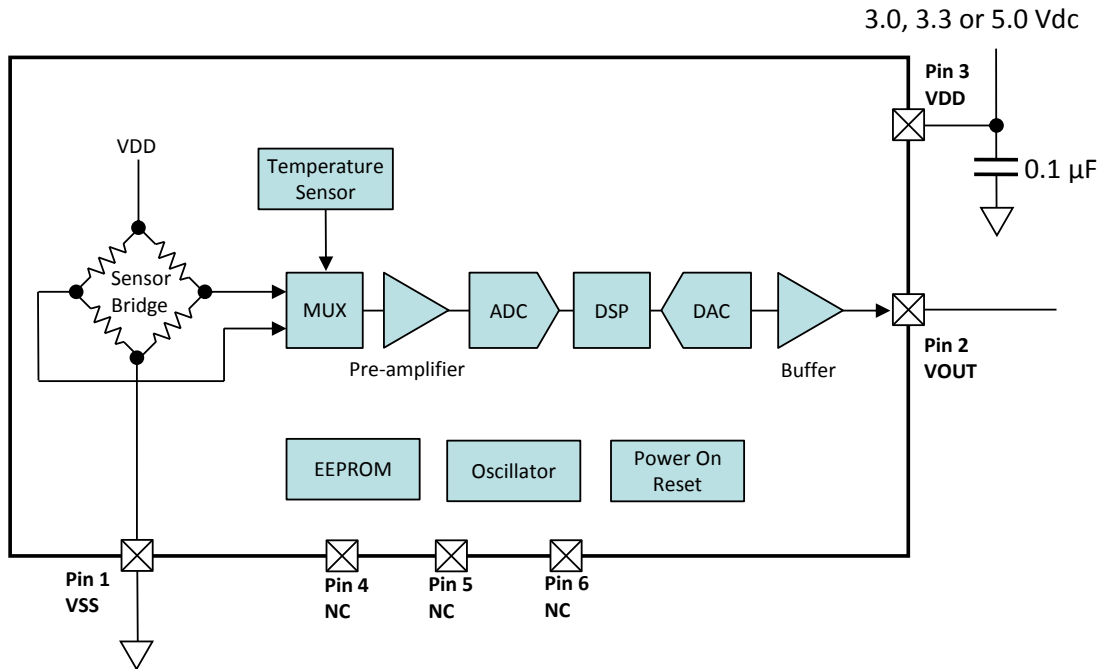 3.0, 3.3 or 5.0 Vdc
Pin 3
VDD
0.1 µF
VDD
Temperature
Sensor
Sensor
Bridge
MUX
ADC
DSP
DAC
Pre-amplifier
Buffer
Pin 2
VOUT
EEPROM
Oscillator
Power On
Reset
Pin 1
VSS
Pin 4
NC
Pin 5
NC
Pin 6
NC